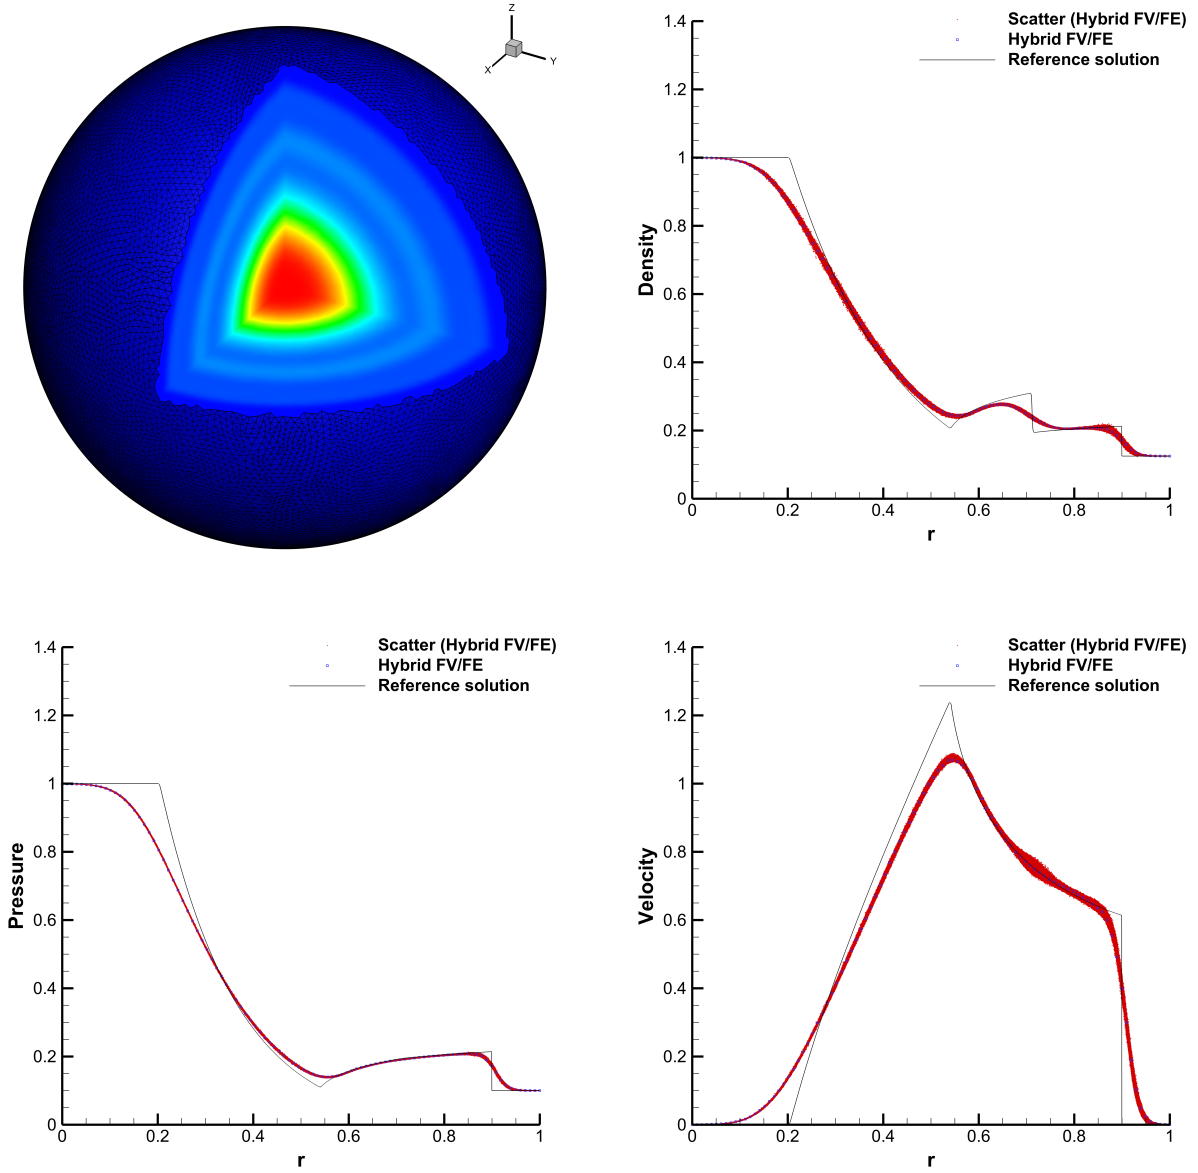 Z
X
Y
Scatter (Hybrid FV/FE)
Hybrid FV/FE
Reference solution
1.4
1.2
1
0.8
0.6
0.4
0.2
0
Density
0 0.2 0.4 0.6 0.8 1
r
Scatter (Hybrid FV/FE)
Hybrid FV/FE
Reference solution
1.4
1.2
1
0.8
0.6
0.4
0.2
0
Pressure
0 0.2 0.4 0.6 0.8 1
r
Scatter (Hybrid FV/FE)
Hybrid FV/FE
Reference solution
1.4
1.2
1
0.8
0.6
0.4
0.2
0
Velocity
0 0.2 0.4 0.6 0.8 1
r